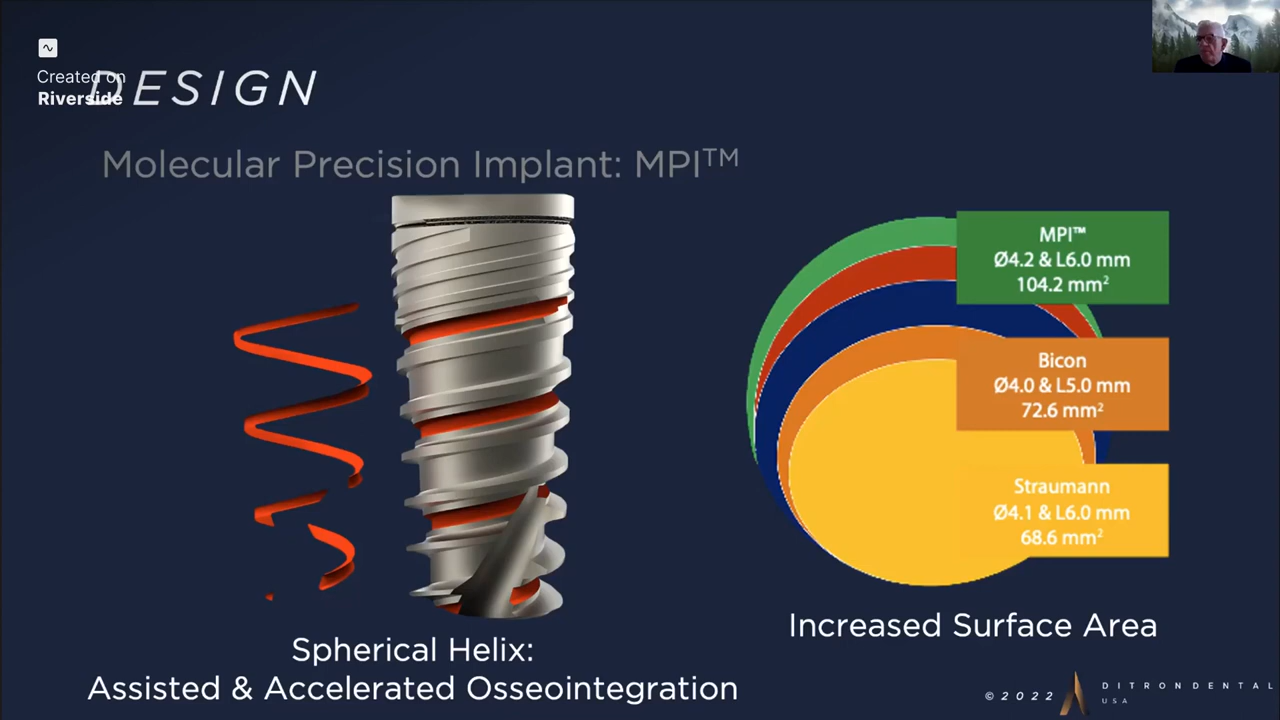 Created on
Riverside
DESIGN
Molecular Precision Implant: MPI™
MPI™
Ø4.2 & L6.0 mm
104.2 mm²
Bicon
Ø4.0 & L5.0 mm
72.6 mm²
Straumann
Ø4.1 & L6.0 mm
68.6 mm²
Increased Surface Area
Spherical Helix:
Assisted & Accelerated Osseointegration
©2022
DITRONDENTAL
USA